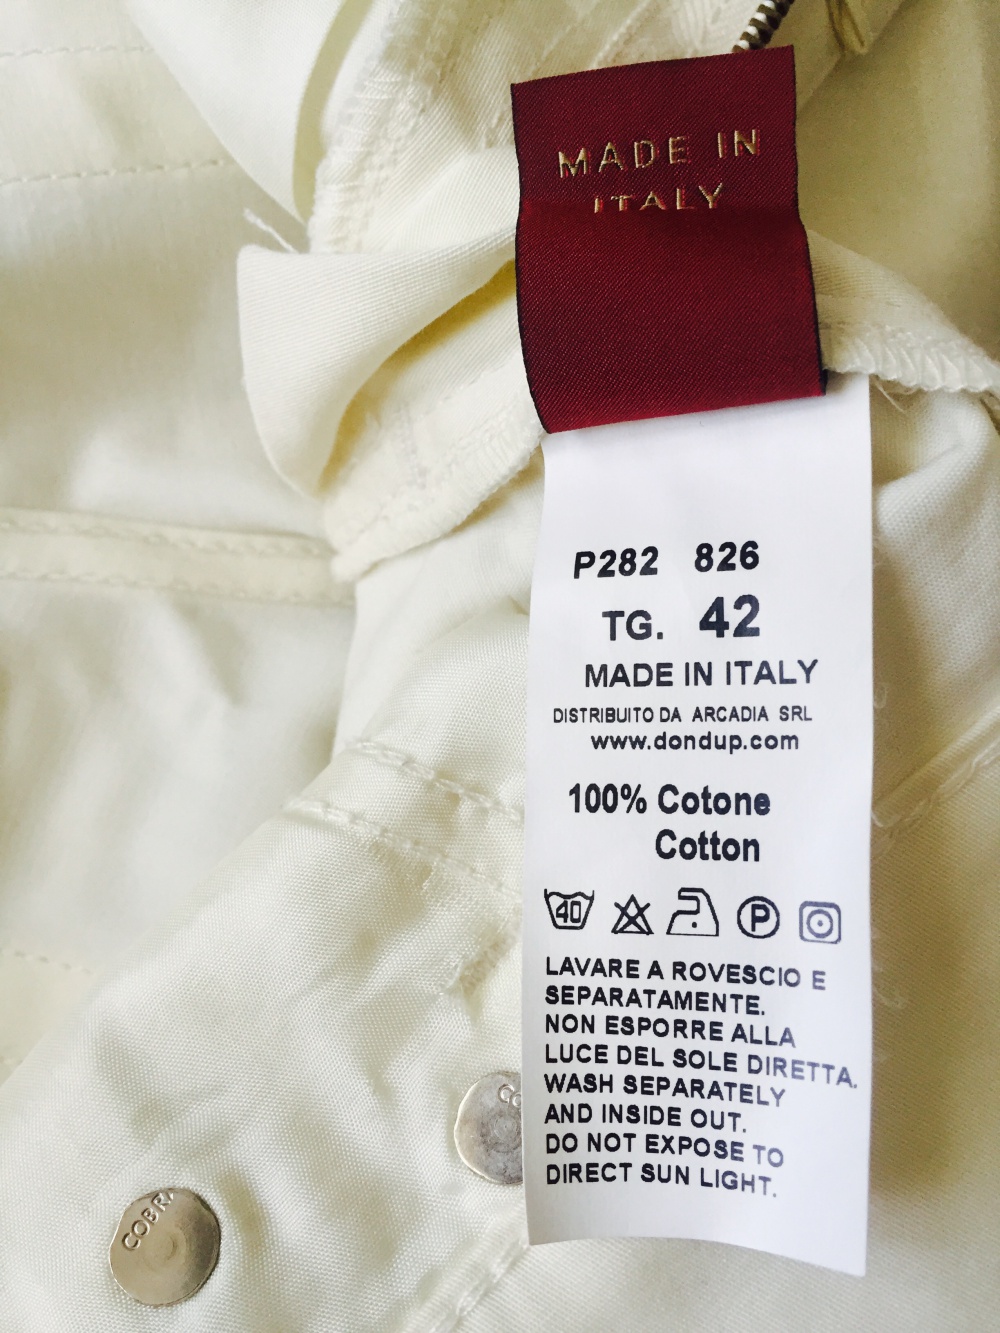 MADE IN
ITALY
P282 826
TG. 42
MADE IN ITALY
DISTRIBUITO DA ARCADIA SRL
www.dondup.com
100% Cotone
Cotton
40 P
LAVARE A ROVESCIO E
SEPARATAMENTE.
NON ESPORRE ALLA
LUCE DEL SOLE DIRETTA.
WASH SEPARATELY
AND INSIDE OUT.
DO NOT EXPOSE TO
DIRECT SUN LIGHT.
COBRA